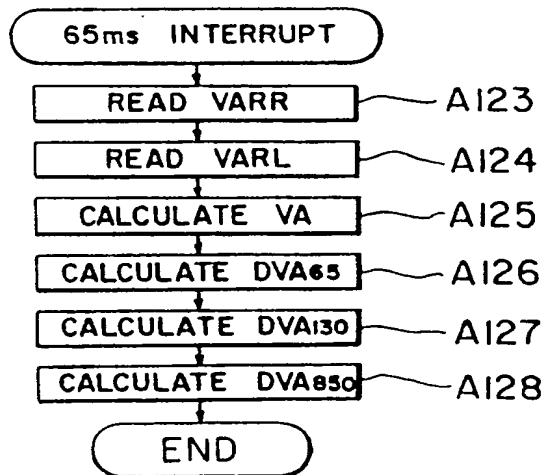 65ms INTERRUPT
READ VARR A123
READ VARL A124
CALCULATE VA A125
CALCULATE DVA65 A126
CALCULATE DVA130 A127
CALCULATE DVA850 A128
END